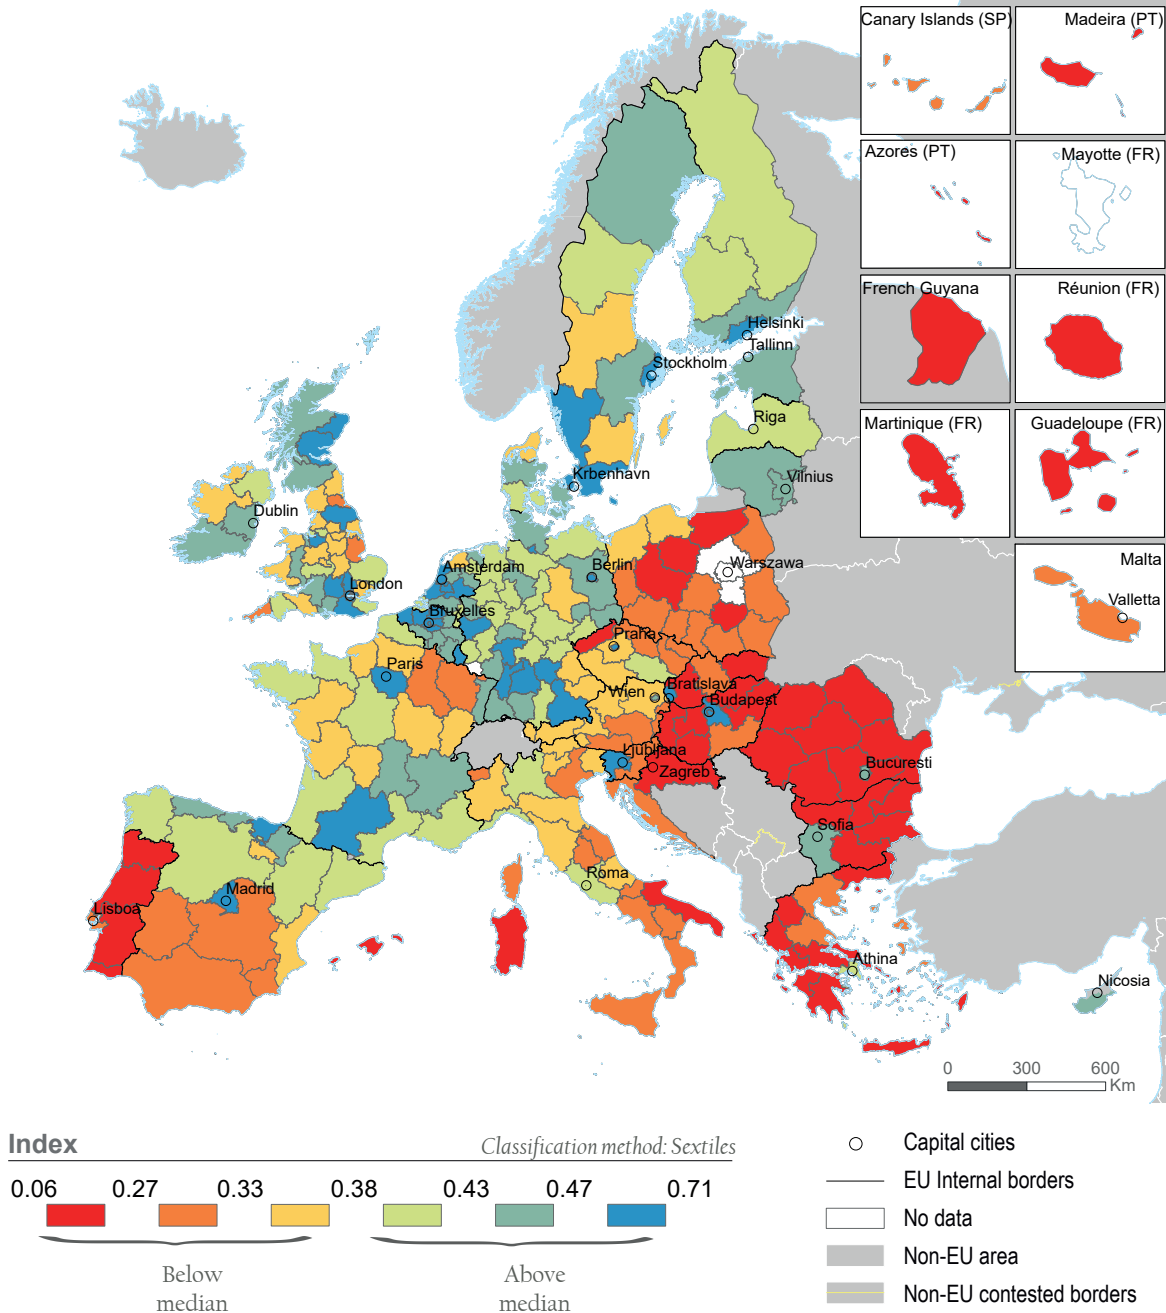 Canary Islands (SP)
Madeira (PT)
Azores (PT)
Mayotte (FR)
French Guyana
Réunion (FR)
Martinique (FR)
Guadeloupe (FR)
Malta
Valletta
Helsinki
Tallinn
Stockholm
Riga
Krbenhavn
Vilnius
Dublin
London
Amsterdam
Berlin
Warszawa
Bruxelles
Praha
Paris
Wien
Bratislava
Budapest
Ljubljana
Zagreb
Bucuresti
Sofia
Roma
Madrid
Lisboa
Athina
Nicosia
0 300 600
Km
Index
Classification method: Sextiles
0.06 0.27 0.33 0.38 0.43 0.47 0.71
Below
median
Above
median
Capital cities
EU Internal borders
No data
Non-EU area
Non-EU contested borders